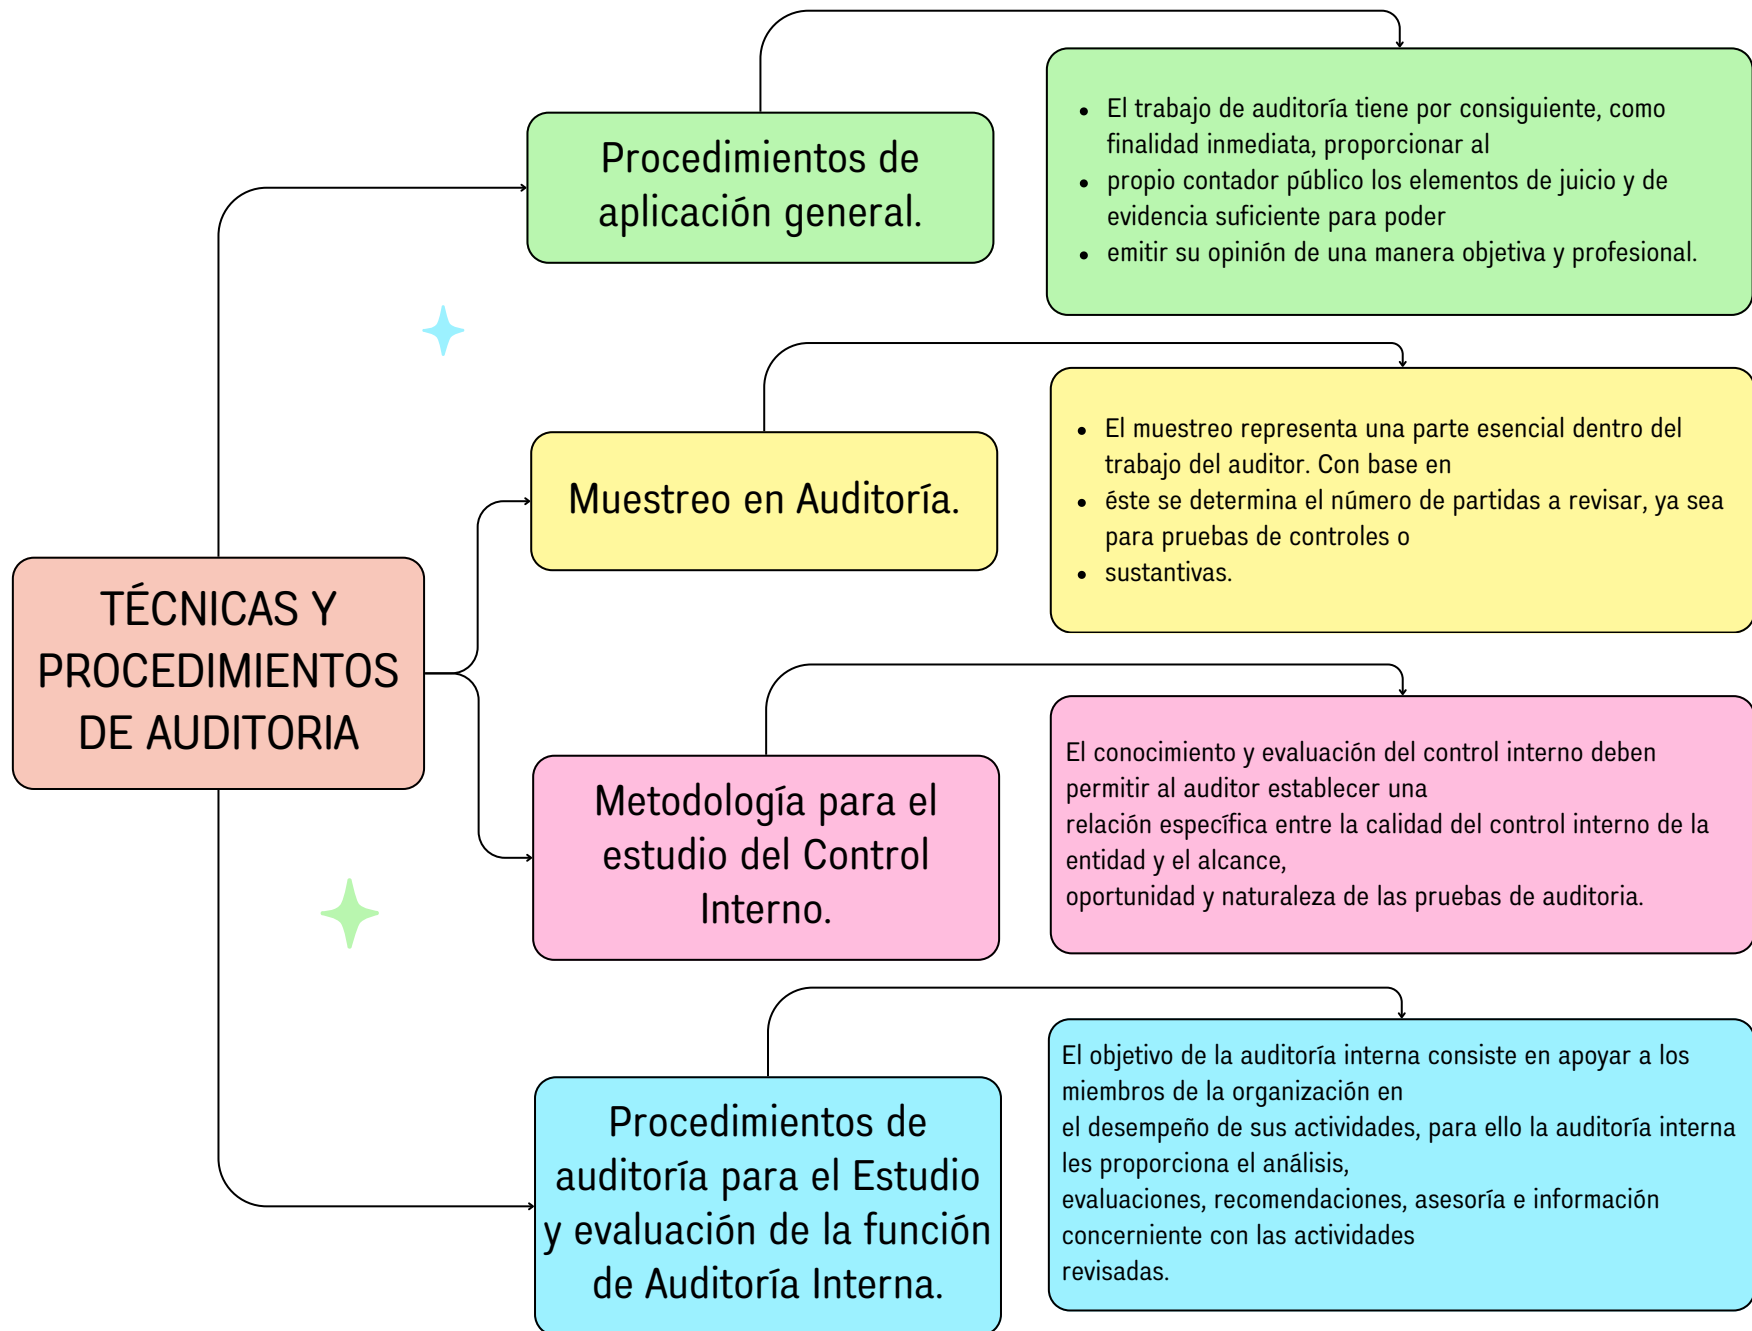 Procedimientos de
aplicación general.
• El trabajo de auditoría tiene por consiguiente, como
finalidad inmediata, proporcionar al
• propio contador público los elementos de juicio y de
evidencia suficiente para poder
• emitir su opinión de una manera objetiva y profesional.
Muestreo en Auditoría.
• El muestreo representa una parte esencial dentro del
trabajo del auditor. Con base en
• éste se determina el número de partidas a revisar, ya sea
para pruebas de controles o
• sustantivas.
TÉCNICAS Y
PROCEDIMIENTOS
DE AUDITORIA
Metodología para el
estudio del Control
Interno.
El conocimiento y evaluación del control interno deben
permitir al auditor establecer una
relación específica entre la calidad del control interno de la
entidad y el alcance,
oportunidad y naturaleza de las pruebas de auditoria.
Procedimientos de
auditoría para el Estudio
y evaluación de la función
de Auditoría Interna.
El objetivo de la auditoría interna consiste en apoyar a los
miembros de la organización en
el desempeño de sus actividades, para ello la auditoría interna
les proporciona el análisis,
evaluaciones, recomendaciones, asesoría e información
concerniente con las actividades
revisadas.